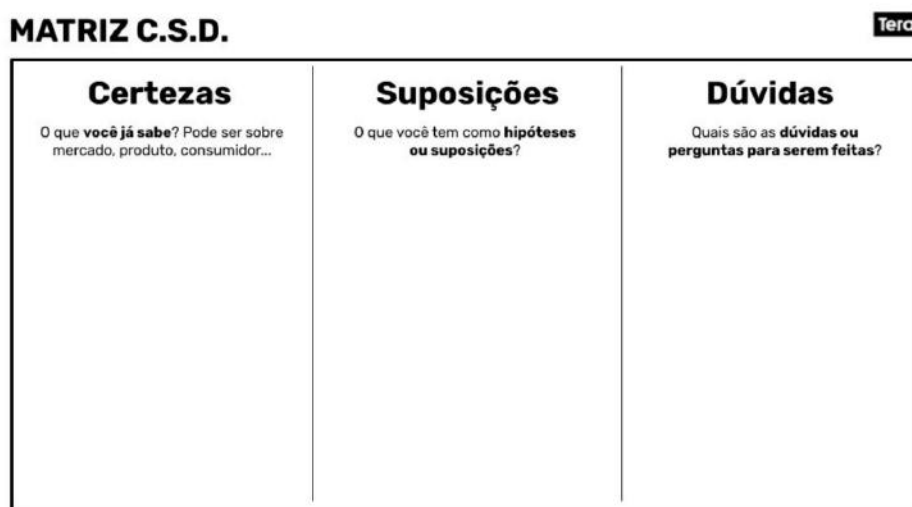 MATRIZ C.S.D.
Certezas
O que você já sabe? Pode ser sobre
mercado, produto, consumidor...
Suposições
O que você tem como hipóteses
ou suposições?
Dúvidas
Quais são as dúvidas ou
perguntas para serem feitas?